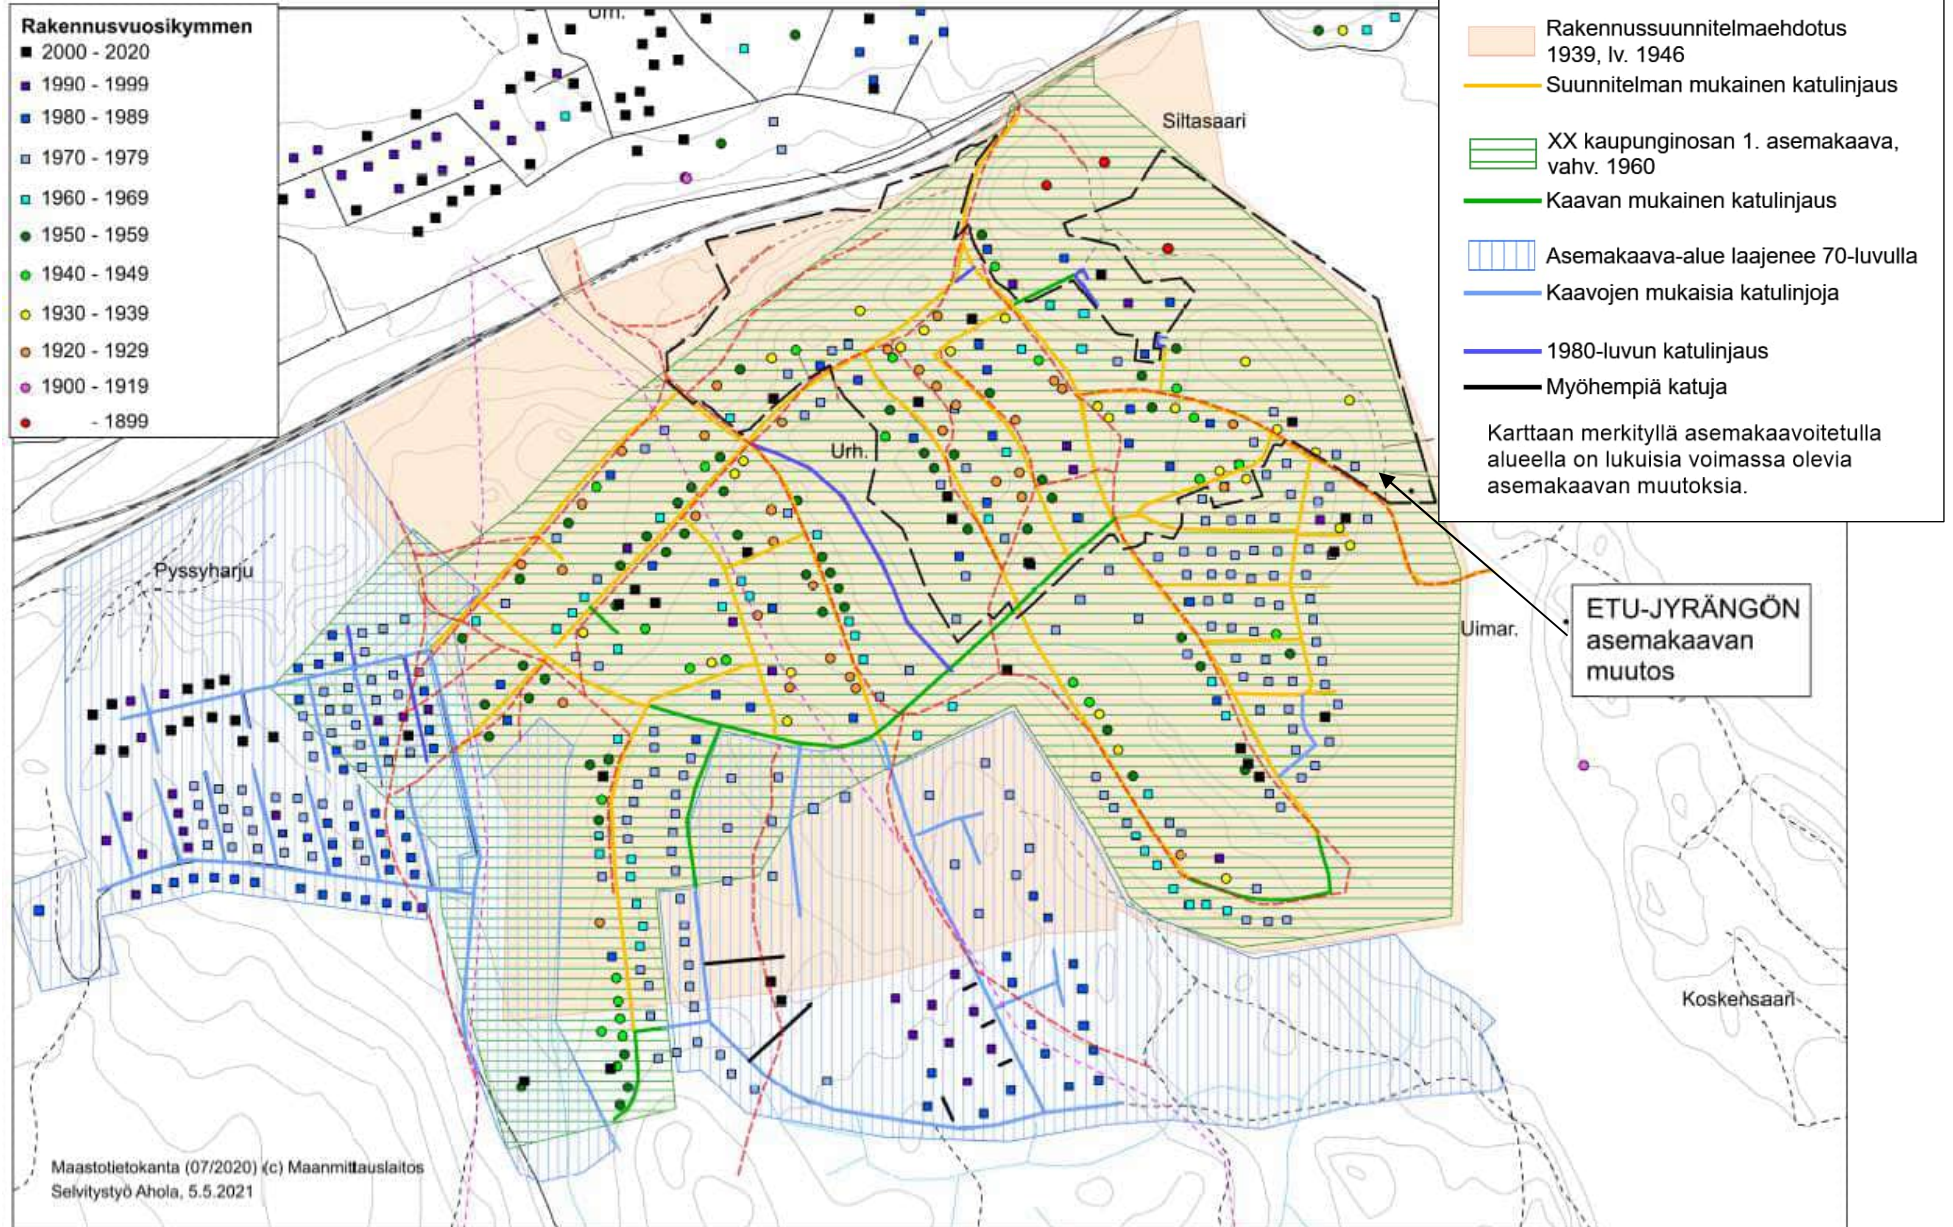 Rakennusvuosikymmen
2000 - 2020
1990 - 1999
1980 - 1989
1970 - 1979
1960 - 1969
1950 - 1959
1940 - 1949
1930 - 1939
1920 - 1929
1900 - 1919
- 1899
Rakennussuunnitelmaehdotus
1939, lv. 1946
Suunnitelman mukainen katulinjaus
XX kaupunginosan 1. asemakaava,
vahv. 1960
Kaavan mukainen katulinjaus
Asemakaava-alue laajenee 70-luvulla
Kaavojen mukaisia katulinjoja
1980-luvun katulinjaus
Myöhempiä katuja
Karttaan merkityllä asemakaavoitetulla
alueella on lukuisia voimassa olevia
asemakaavan muutoksia.
Siltasaari
Urh.
Pyssyharju
Uimar.
ETU-JYRÄNGÖN
asemakaavan
muutos
Koskensaari
Maastotietokanta (07/2020) (c) Maanmittauslaitos
Selvitystyö Ahola, 5.5.2021